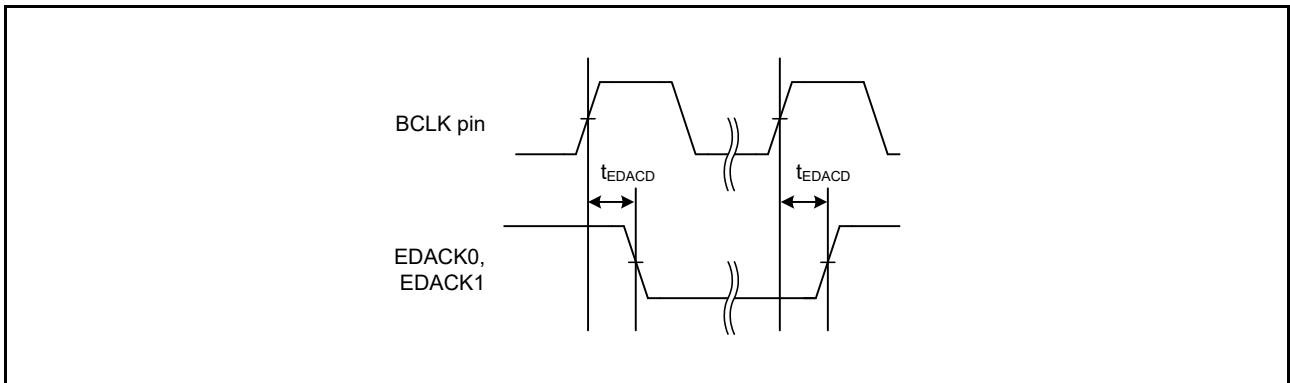 BCLK pin
tEDACD
tEDACD
EDACK0,
EDACK1